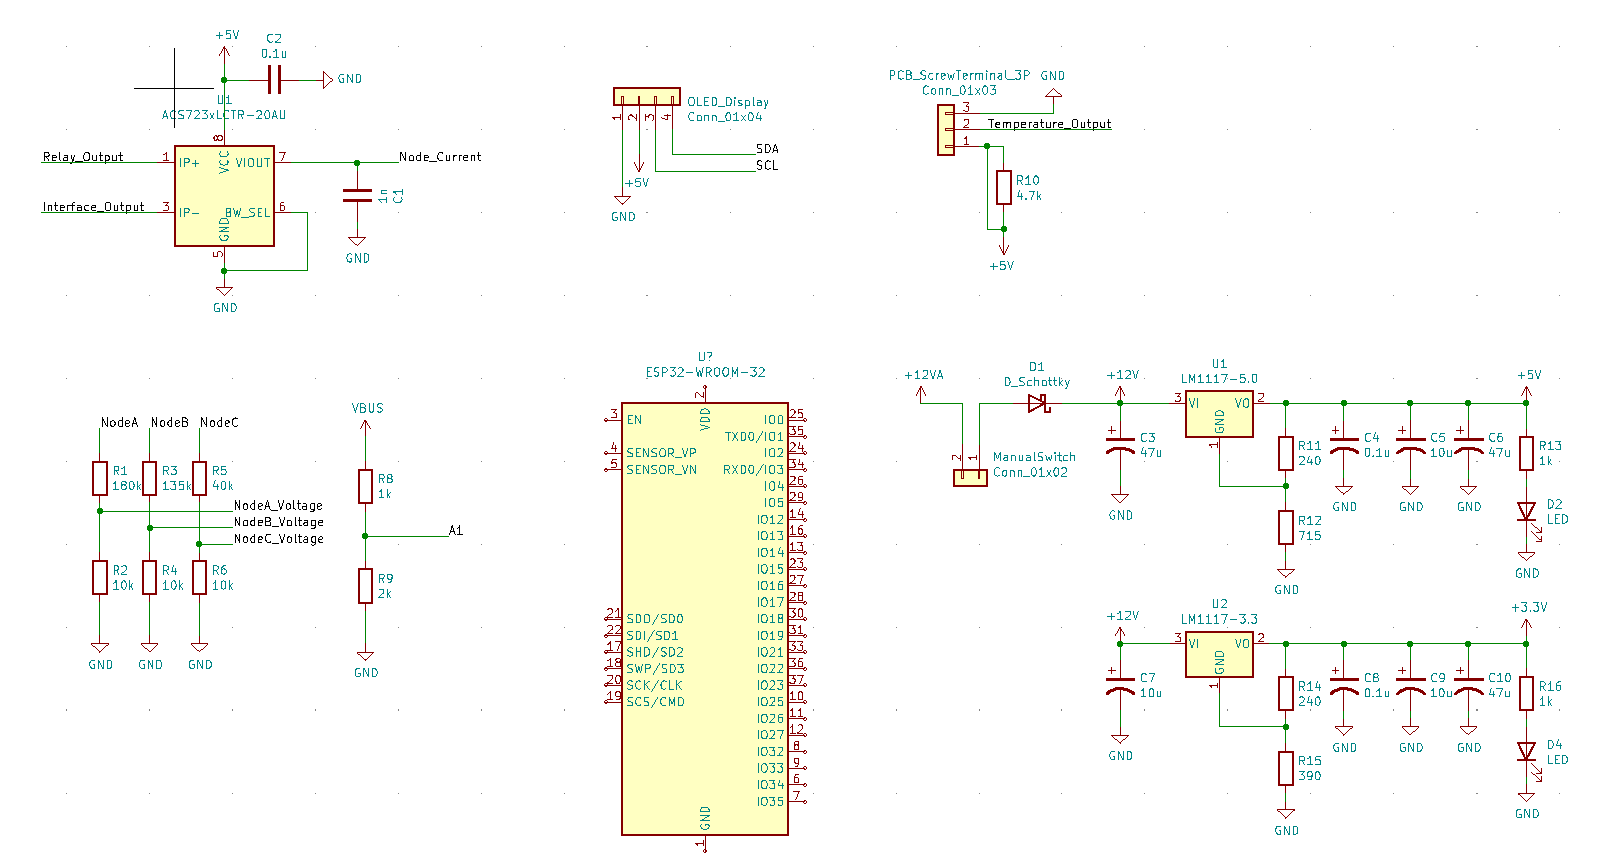 +5V
C2
0.1u
GND
U1
ACS723xLCTR-20AU
8
Relay_Output
1
IP+
VCC
VIOUT
7
Node_Current
1n
C1
Interface_Output
3
IP-
BW_SEL
6
GND
5
GND
GND
OLED_Display
Conn_01x04
1
2
3
4
SDA
SCL
+5V
GND
PCB_ScrewTerminal_3P
Conn_01x03
GND
3
2
Temperature_Output
1
R10
4.7k
+5V
NodeA
NodeB
NodeC
R1
180k
R3
135k
R5
40k
NodeA_Voltage
NodeB_Voltage
NodeC_Voltage
R2
10k
R4
10k
R6
10k
GND
GND
GND
VBUS
R8
1k
A1
R9
2k
GND
U?
ESP32-WROOM-32
2
VDD
3
EN
4
SENSOR_VP
5
SENSOR_VN
21
SDO/SD0
22
SDI/SD1
17
SHD/SD2
18
SWP/SD3
20
SCK/CLK
19
SCS/CMD
IO0
25
TXD0/IO1
35
IO2
24
RXD0/IO3
34
IO4
26
IO5
29
IO12
14
IO13
16
IO14
13
IO15
23
IO16
27
IO17
28
IO18
30
IO19
31
IO21
33
IO22
36
IO23
37
IO25
10
IO26
11
IO27
12
IO32
8
IO33
9
IO34
6
IO35
7
GND
1
+12VA
2
1
ManualSwitch
Conn_01x02
D1
D_Schottky
+12V
C3
47u
GND
U1
LM1117-5.0
3
VI
VO
2
GND
1
R11
240
R12
715
GND
C4
0.1u
GND
C5
10u
GND
C6
47u
GND
+5V
R13
1k
D2
LED
GND
+12V
C7
10u
GND
U2
LM1117-3.3
3
VI
VO
2
GND
1
R14
240
R15
390
GND
C8
0.1u
GND
C9
10u
GND
C10
47u
GND
+3.3V
R16
1k
D4
LED
GND